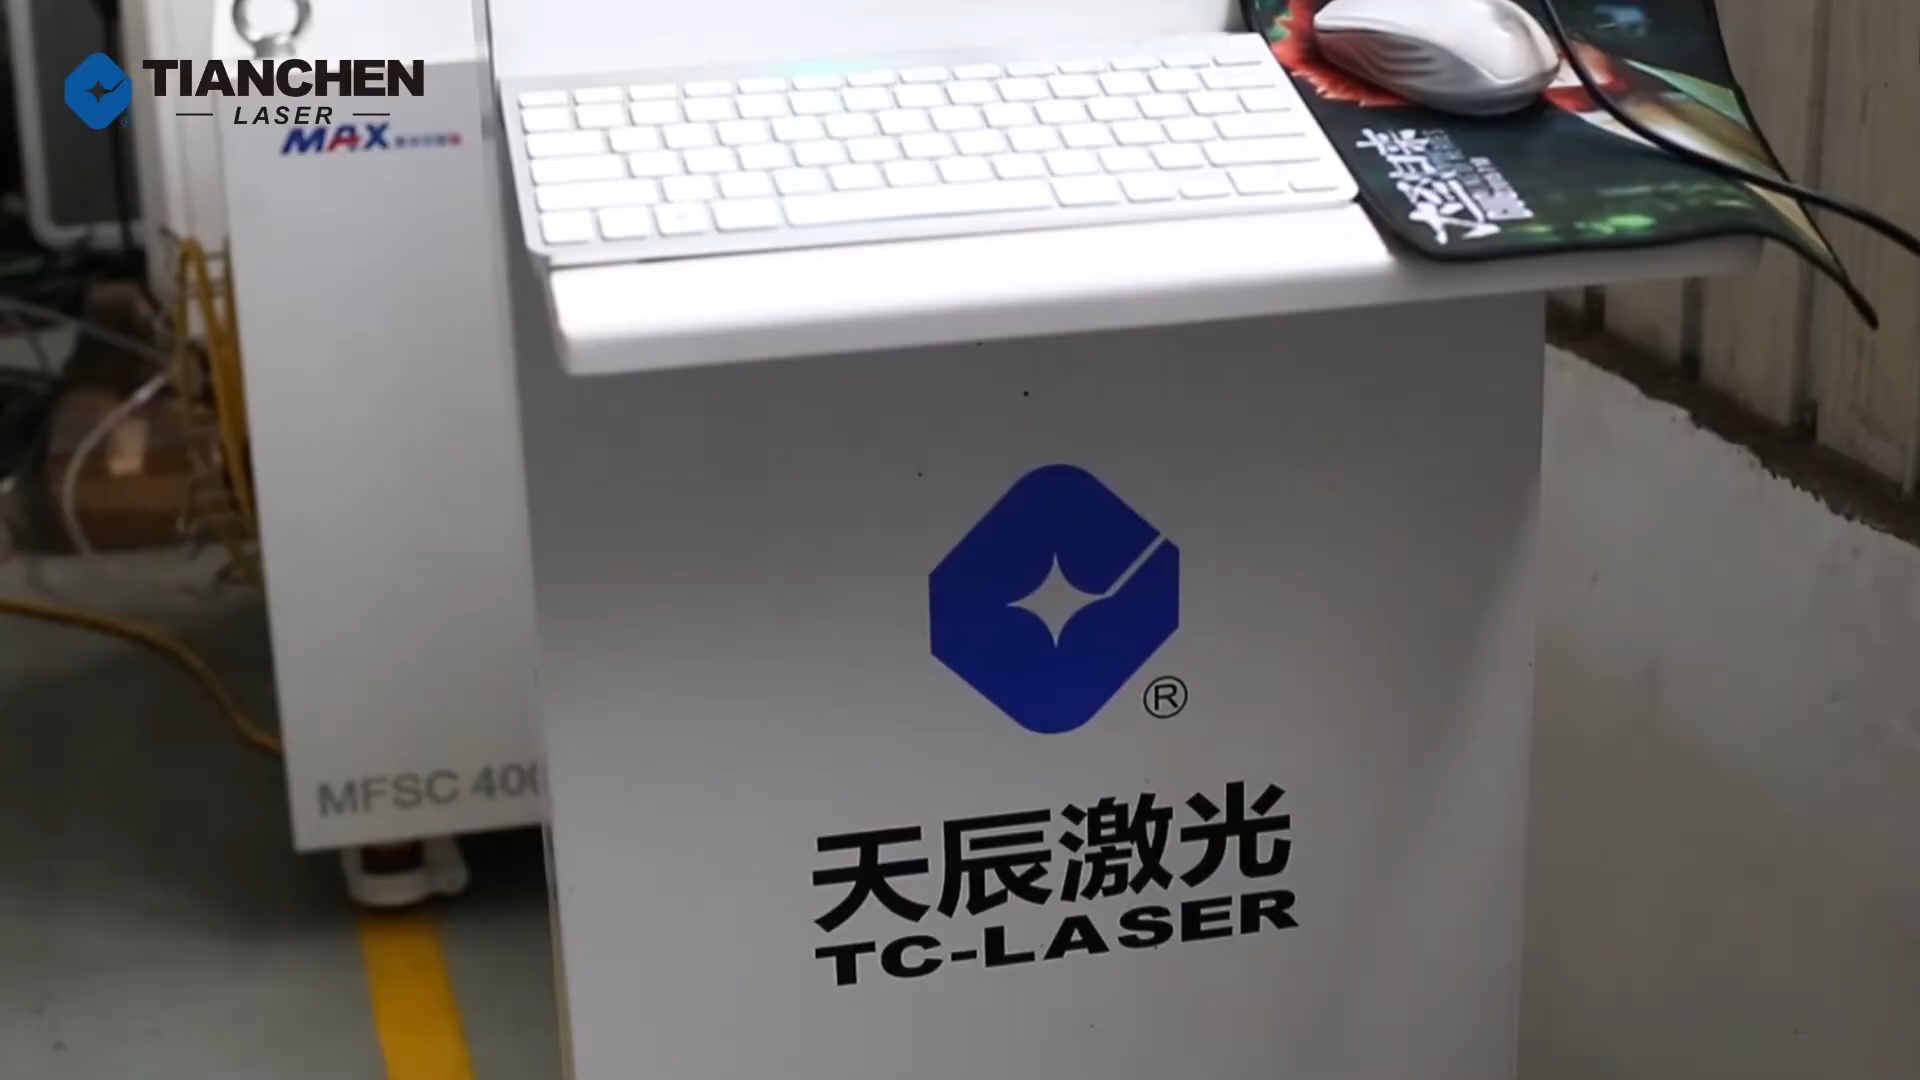 TIANCHEN
LASER
MAX
MFSC 400
®
天辰激光
TC-LASER